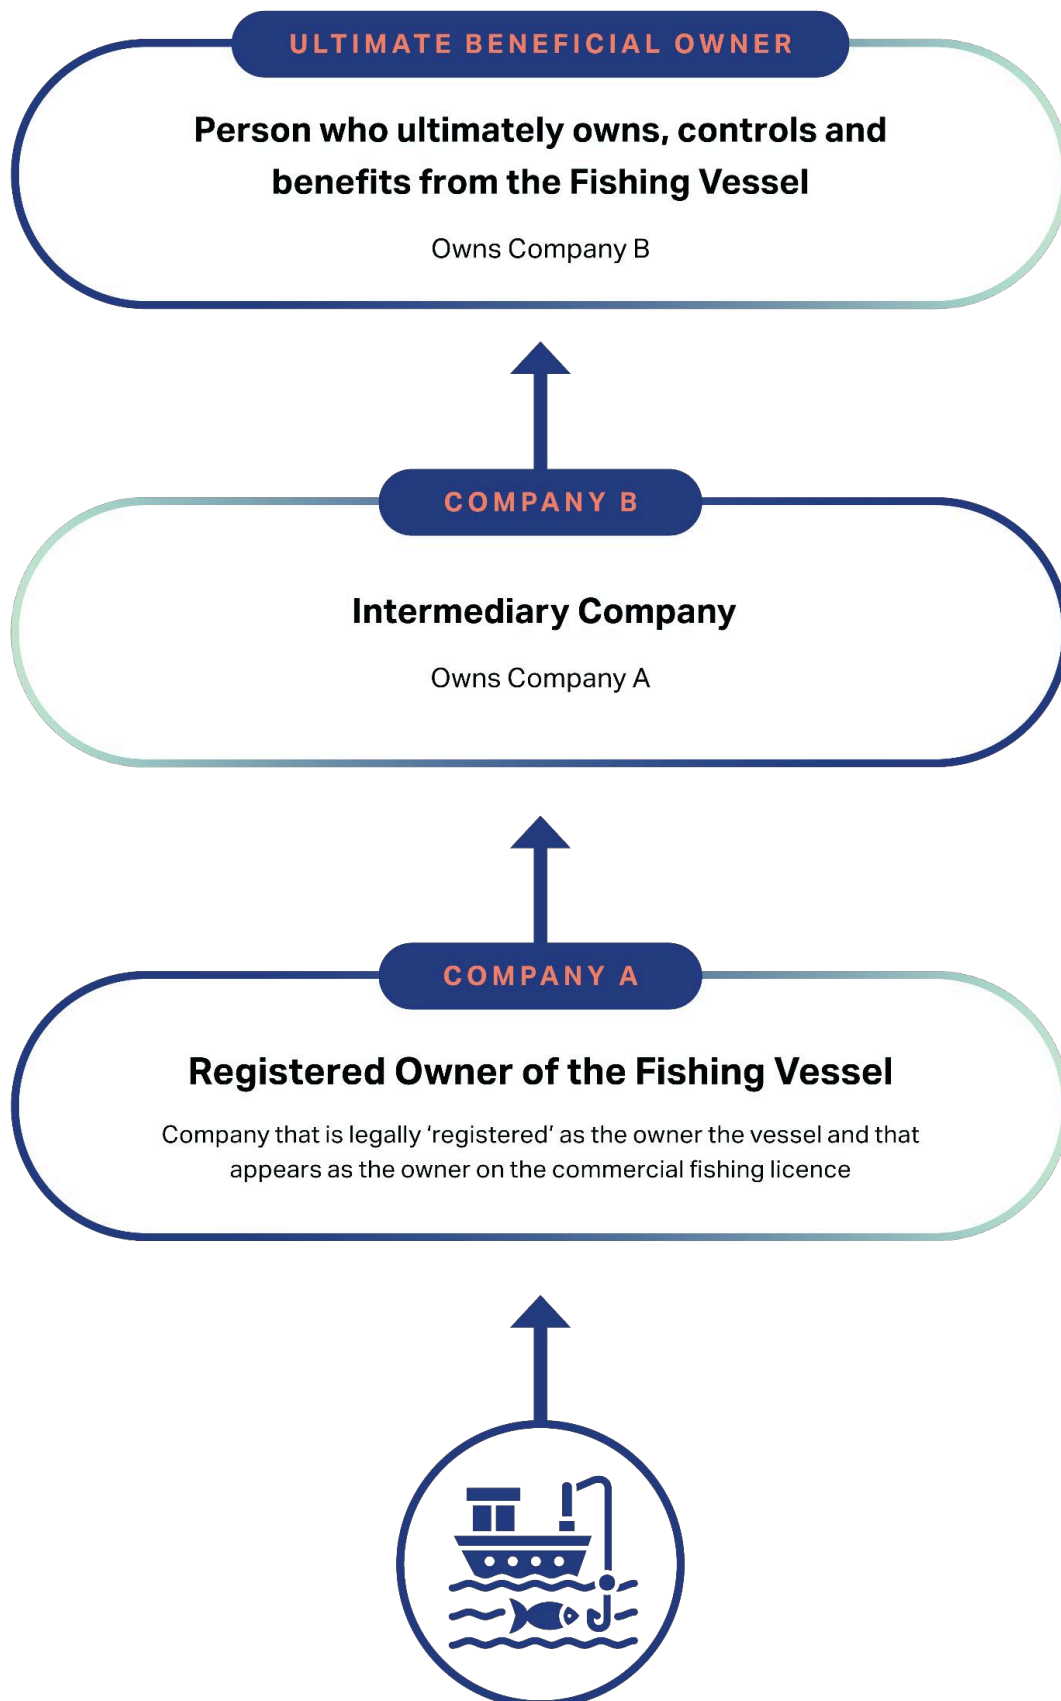 ULTIMATE BENEFICIAL OWNER
Person who ultimately owns, controls and
benefits from the Fishing Vessel
Owns Company B
COMPANY B
Intermediary Company
Owns Company A
COMPANY A
Registered Owner of the Fishing Vessel
Company that is legally ‘registered’ as the owner the vessel and that
appears as the owner on the commercial fishing licence